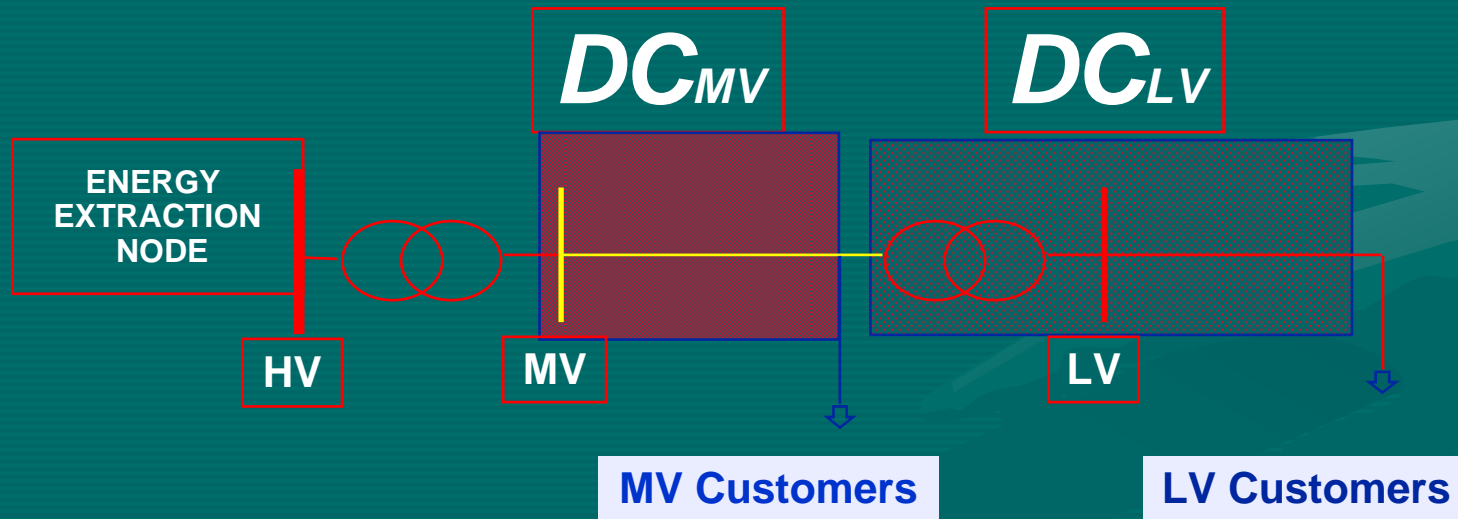 DCMV
DCLV
ENERGY
EXTRACTION
NODE
HV
MV
LV
MV Customers
LV Customers